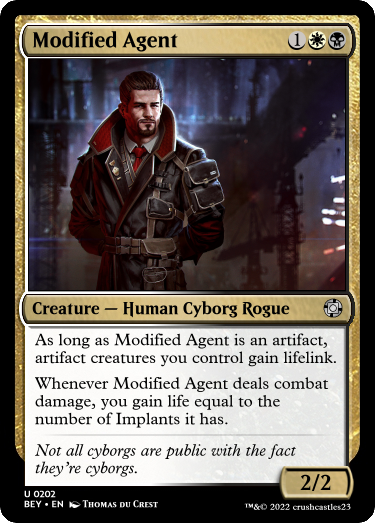 Modified Agent 1
Creature — Human Cyborg Rogue
As long as Modified Agent is an artifact,
artifact creatures you control gain lifelink.
Whenever Modified Agent deals combat
damage, you gain life equal to the
number of Implants it has.
Not all cyborgs are public with the fact
they're cyborgs.
2/2
U 0202
BEY • EN Thomas du Crest
™&© 2022 crushcastles23